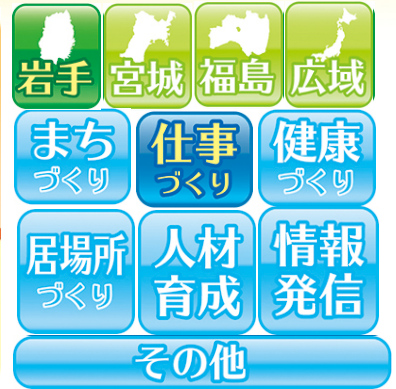 岩手 宮城 福島 広域
まち 仕事 健康
づくり づくり づくり
居場所 人材 情報
づくり 育成 発信
その他